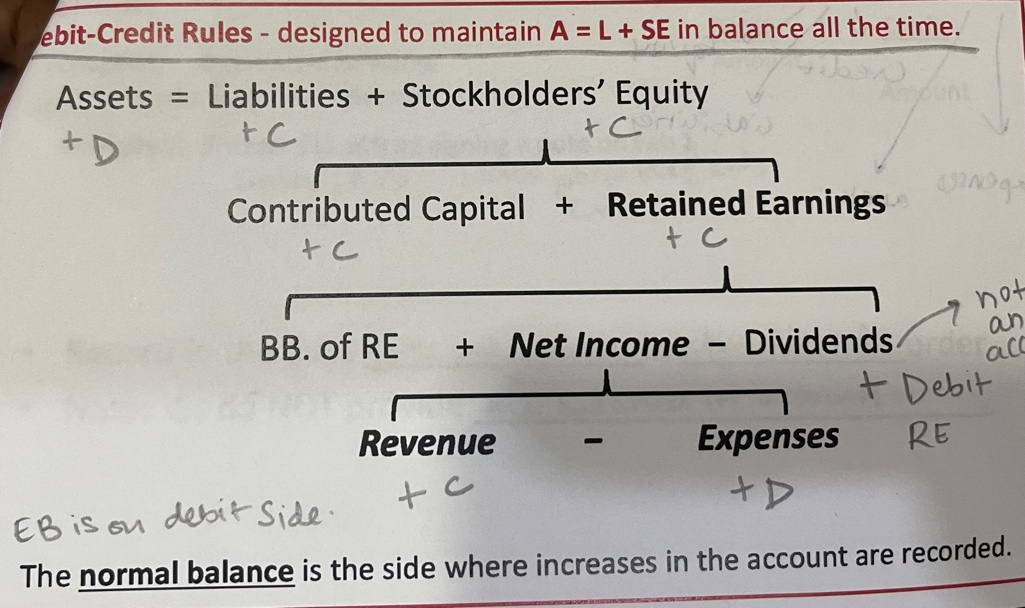 ebit-Credit Rules - designed to maintain A = L + SE in balance all the time.
Assets = Liabilities + Stockholders' Equity
+ D + C + C
Contributed Capital + Retained Earnings
+ C + C
BB. of RE + Net Income - Dividends
not
an
acc
+ Debit
RE
Revenue - Expenses
+ C + D
EB is on debit side.
The normal balance is the side where increases in the account are recorded.